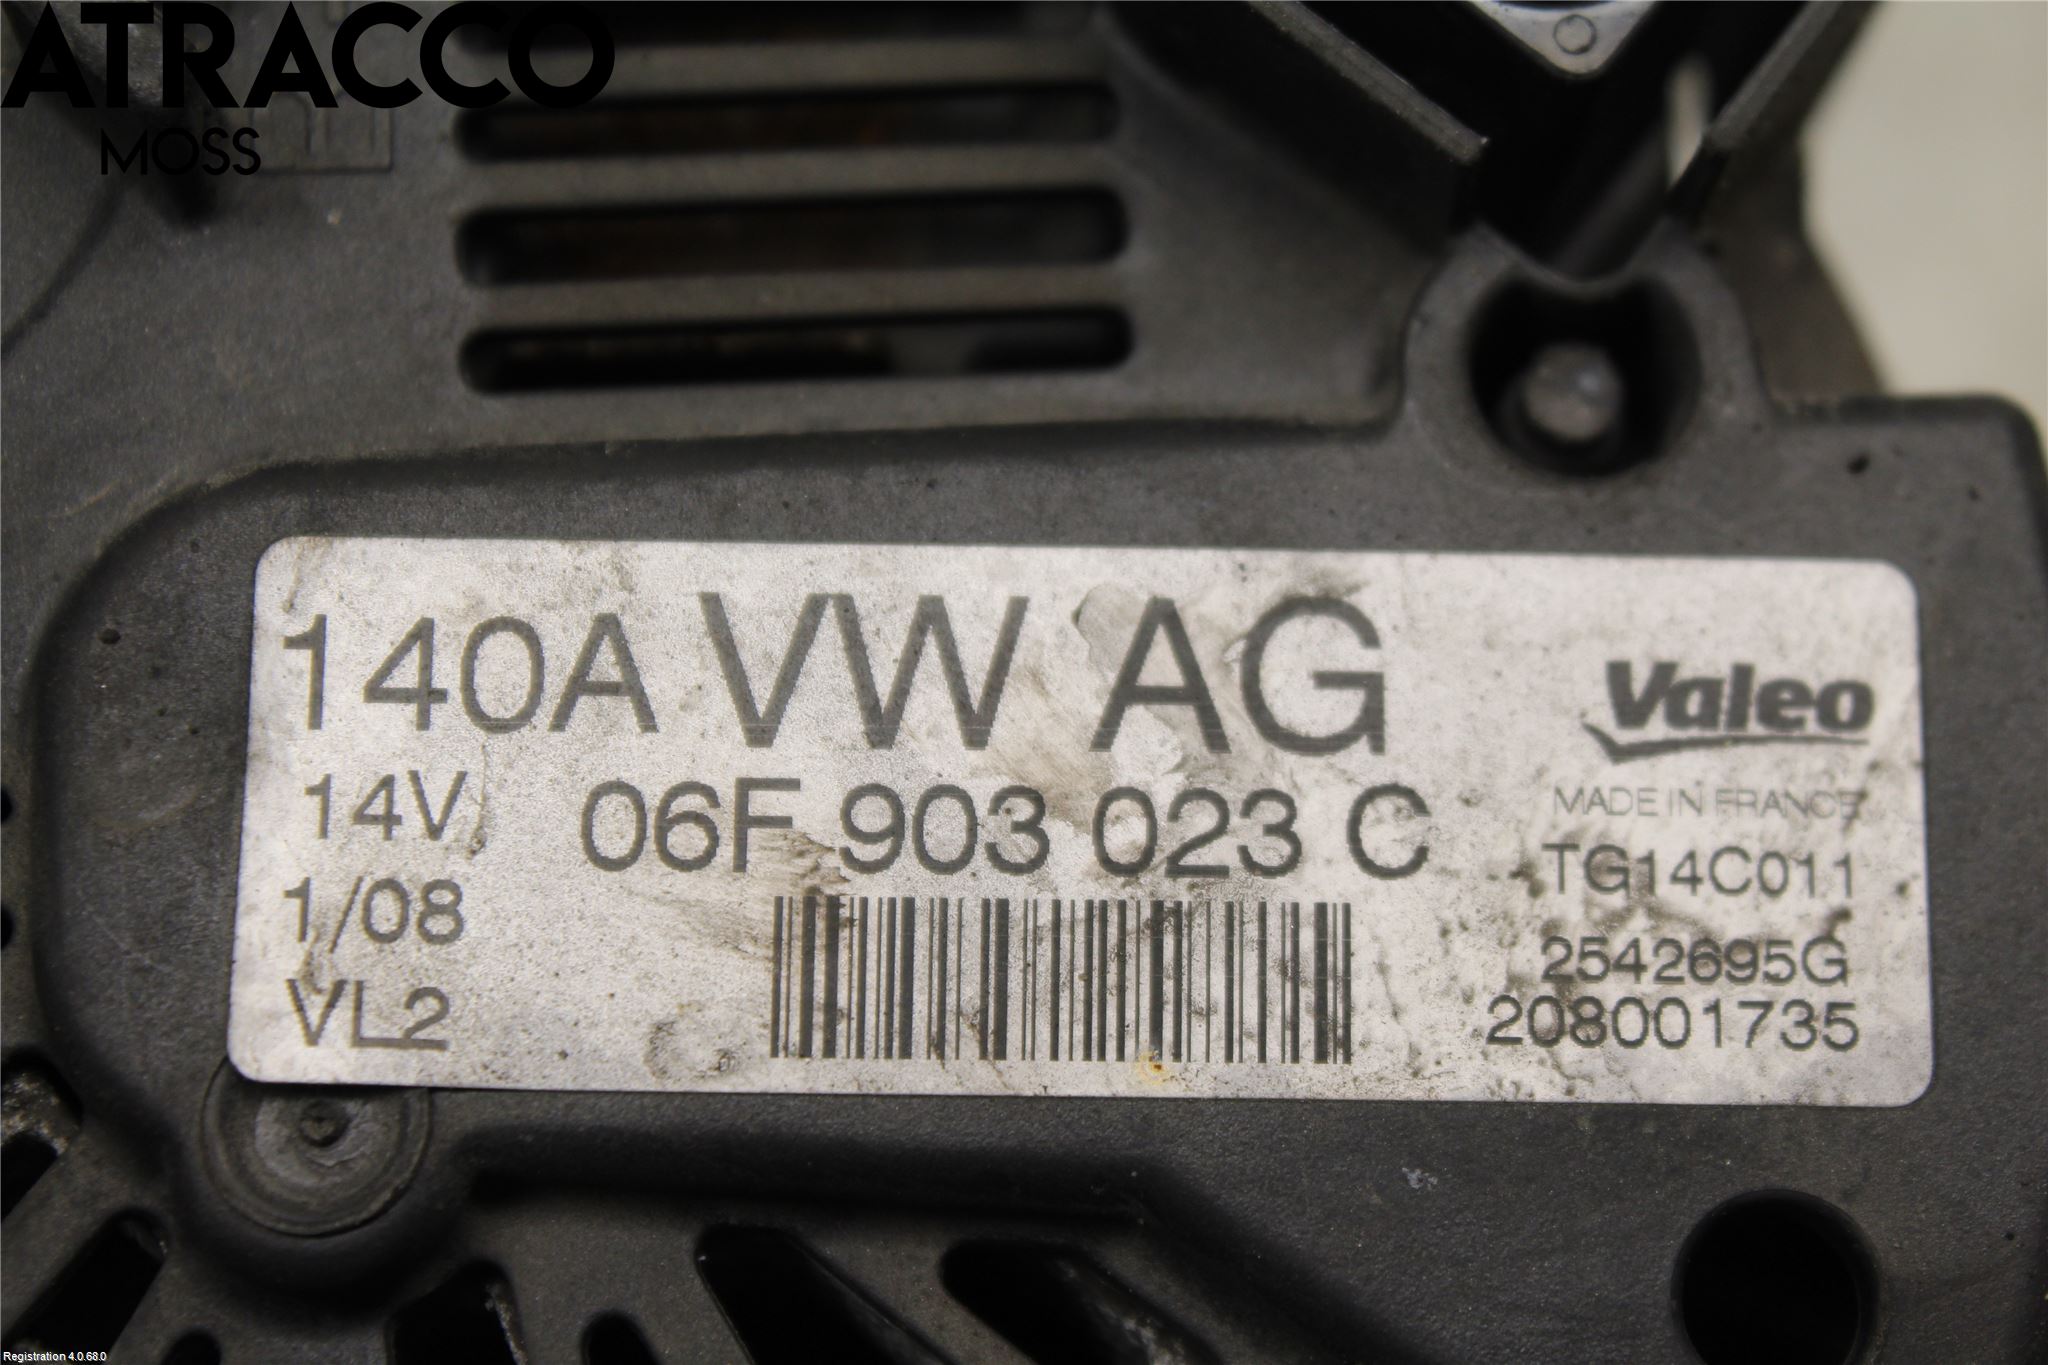 ATRACCO
MOSS
140A VW AG
Valeo
14V 06F 903 023 C
MADE IN FRANCE
TG14C011
1/08
2542695G
VL2
208001735
Registration 4.0.68.0